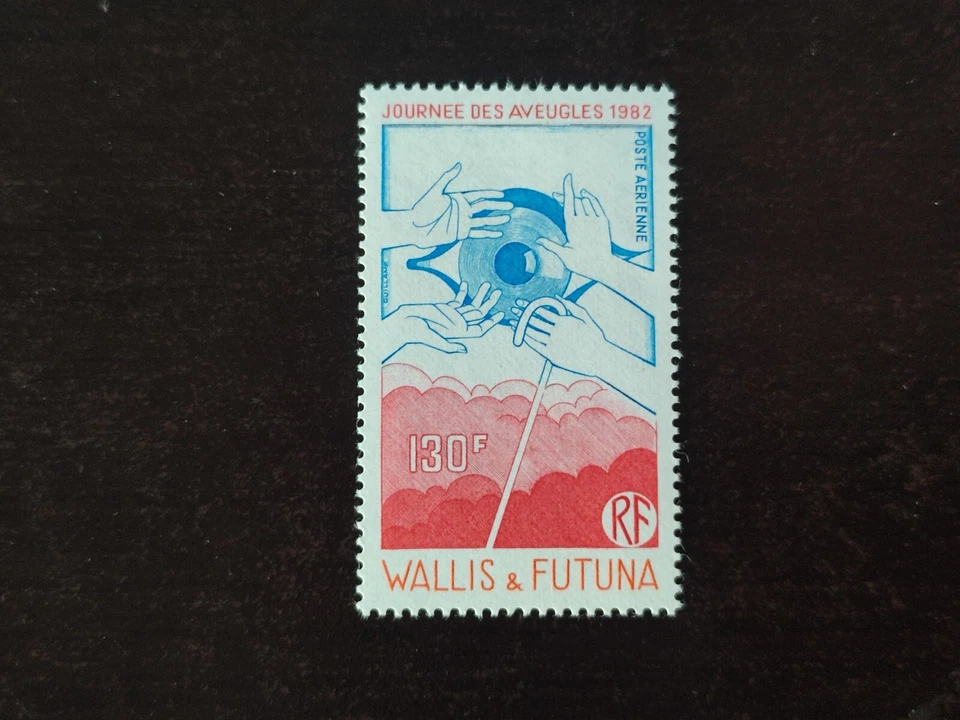 JOURNEE DES AVEUGLES 1982
POSTE AERIENNE
130F
RF
WALLIS & FUTUNA